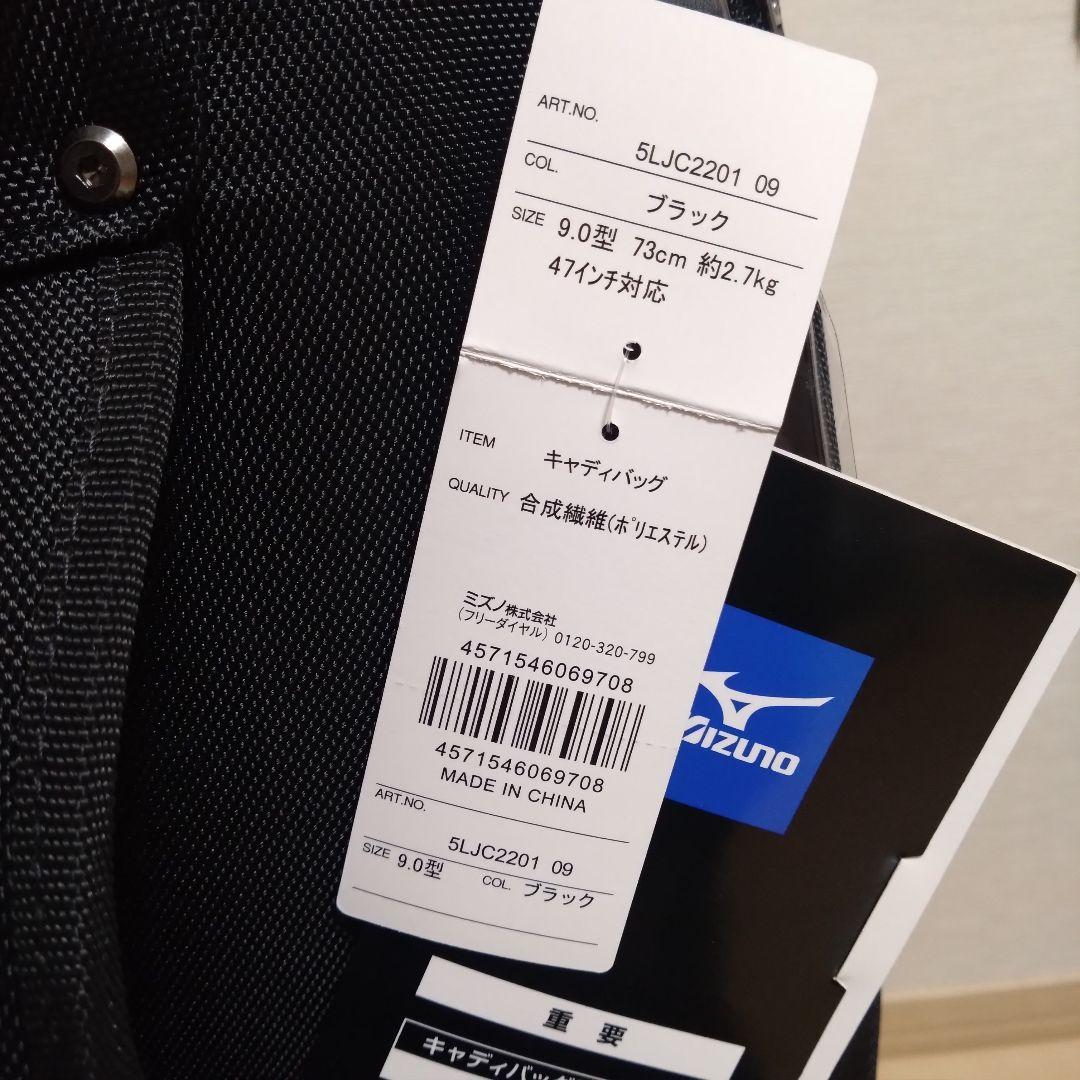 ART.NO.
5LJC2201 09
COL.
ブラック
SIZE 9.0型 73cm 約2.7kg
47インチ対応
ITEM キャディバッグ
QUALITY 合成繊維(ポリエステル)
ミズノ株式会社
(フリーダイヤル) 0120-320-799
4571546069708
4571546069708
MADE IN CHINA
ART.NO.
5LJC2201 09
SIZE 9.0型 COL. ブラック
MIZUNO
重要
キャディバッグ